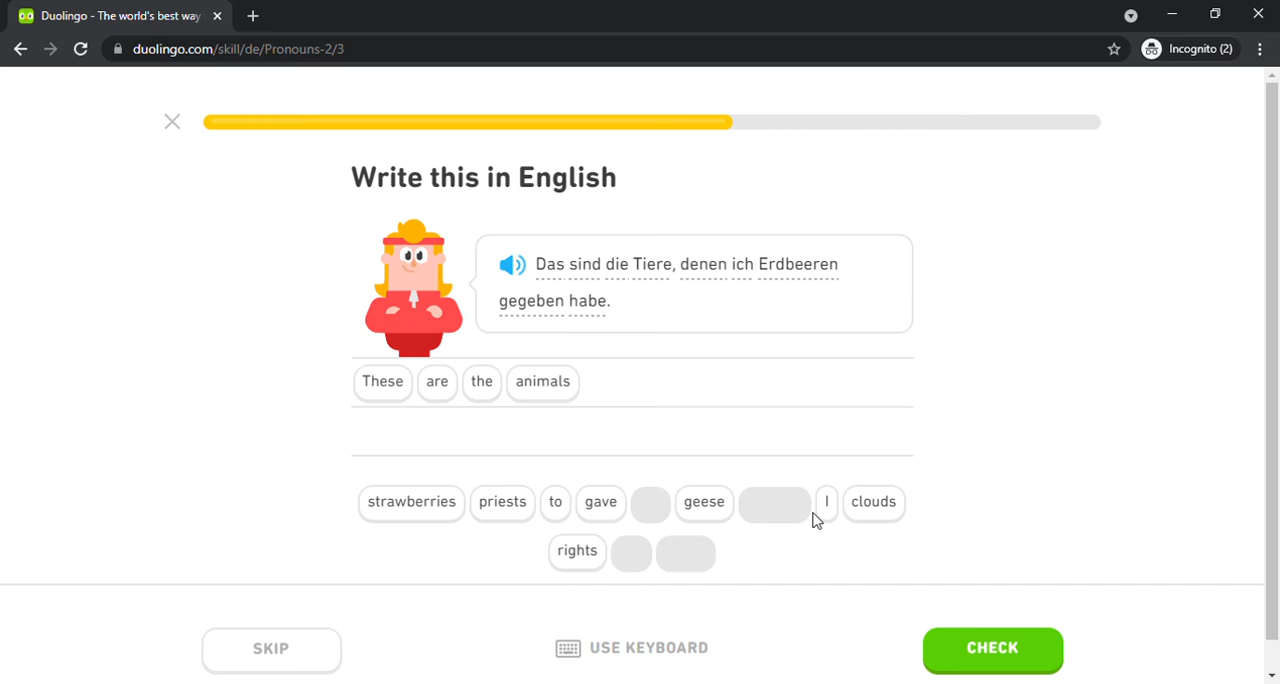 Duolingo - The world's best way
duolingo.com/skill/de/Pronouns-2/3
Incognito (2)
Write this in English
Das sind die Tiere, denen ich Erdbeeren
gegeben habe.
These are the animals
strawberries priests to gave geese I clouds
rights
SKIP
USE KEYBOARD
CHECK